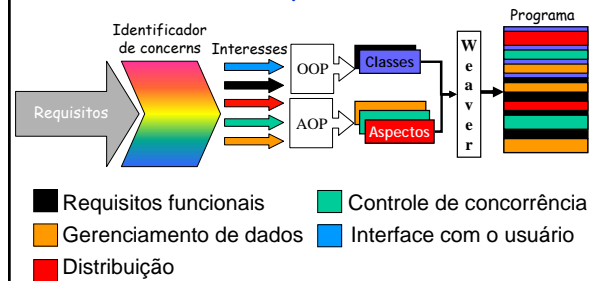 Programa
Identificador
de concerns
Interesses
Requisitos
OOP
AOP
Classes
Aspectos
Weaver
Requisitos funcionais
Controle de concorrência
Gerenciamento de dados
Interface com o usuário
Distribuição